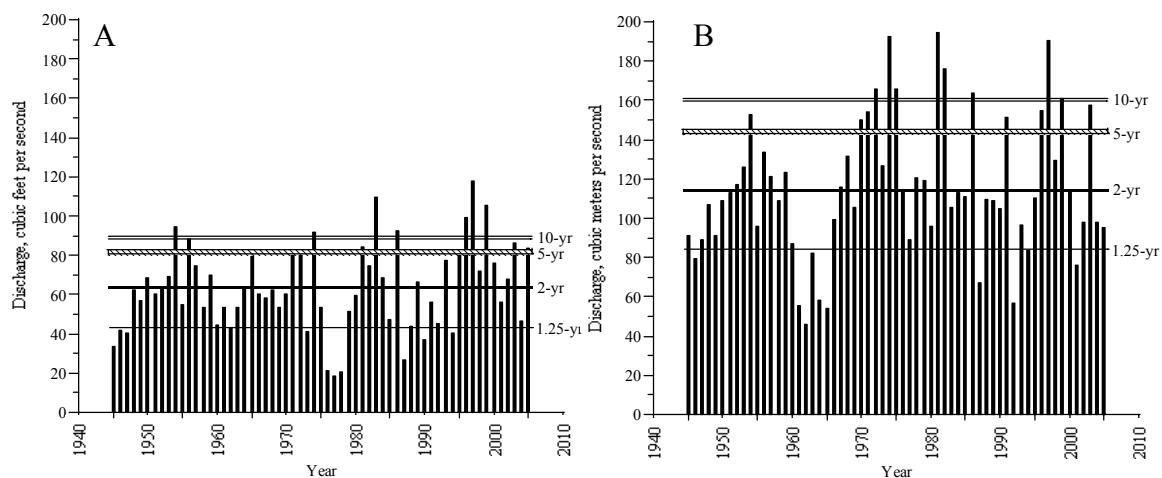 A
Discharge, cubic feet per second
200
180
160
140
120
100
80
60
40
20
0
10-yr
5-yr
2-yr
1.25-yı
1940
1950
1960
1970
1980
1990
2000
2010
Year
B
Discharge, cubic meters per second
200
180
160
140
120
100
80
60
40
20
0
10-yr
5-yr
2-yr
1.25-yr
1940
1950
1960
1970
1980
1990
2000
2010
Year